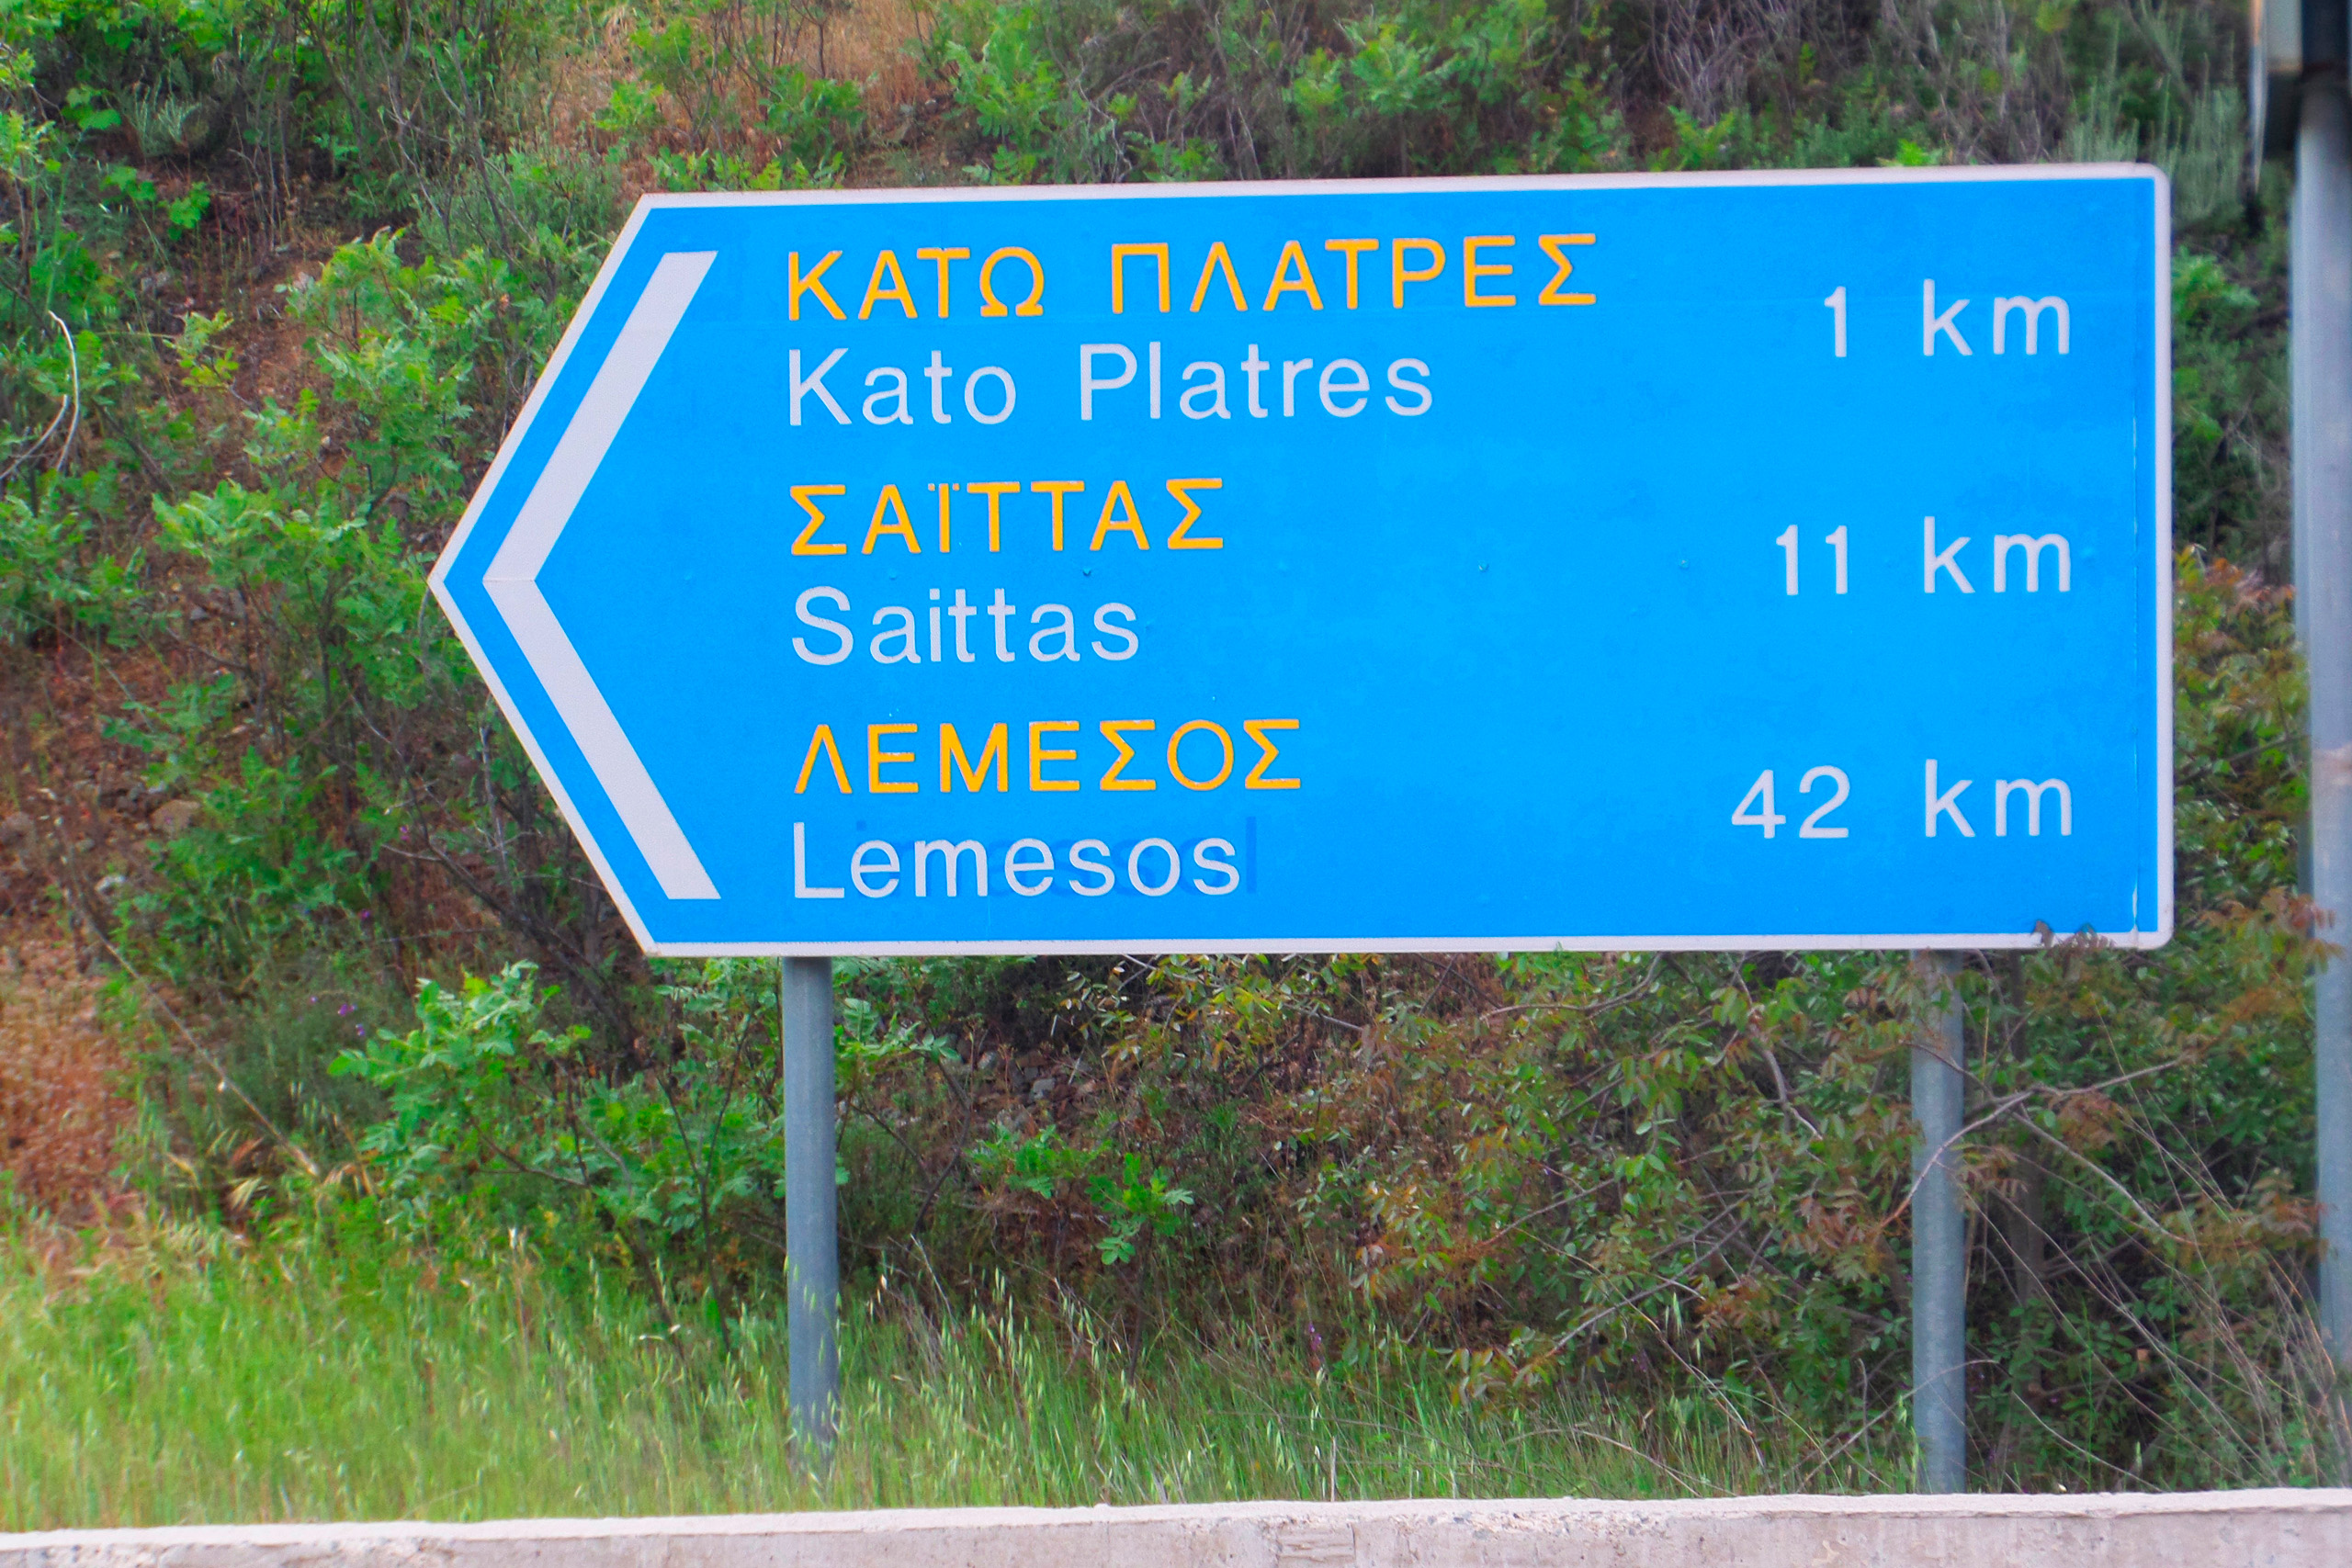 ΚΑΤΩ ΠΛΑΤΡΕΣ
Kato Platres 1 km
ΣΑΪΤΤΑΣ
Saittas 11 km
ΛΕΜΕΣΟΣ
Lemesos 42 km